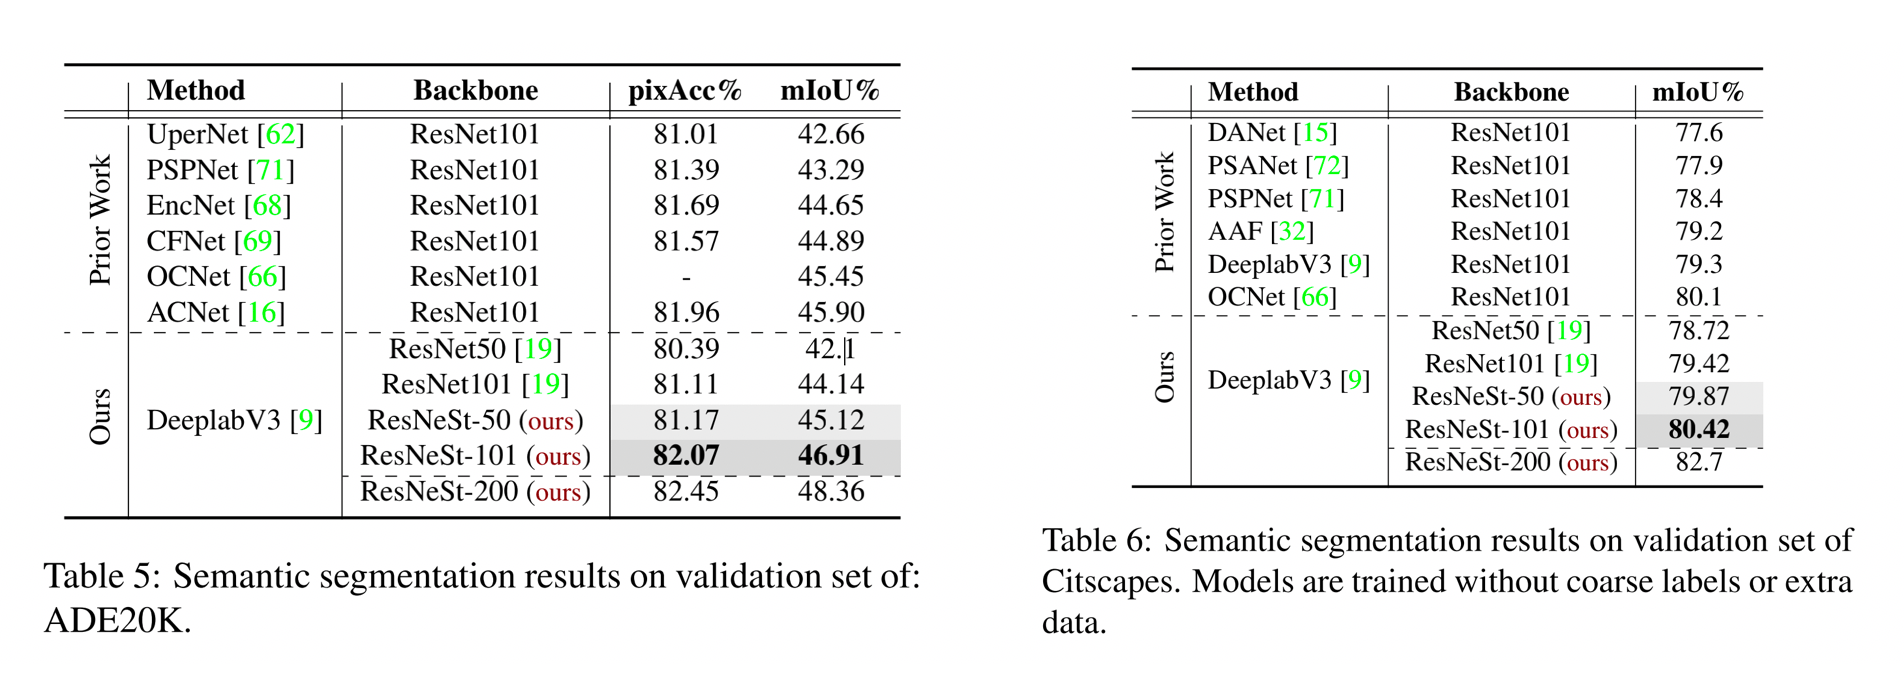 Method Backbone pixAcc% mIoU%
Prior Work
UperNet [62] ResNet101 81.01 42.66
PSPNet [71] ResNet101 81.39 43.29
EncNet [68] ResNet101 81.69 44.65
CFNet [69] ResNet101 81.57 44.89
OCNet [66] ResNet101 - 45.45
ACNet [16] ResNet101 81.96 45.90
Ours
DeeplabV3 [9]
ResNet50 [19] 80.39 42.1
ResNet101 [19] 81.11 44.14
ResNeSt-50 (ours) 81.17 45.12
ResNeSt-101 (ours) 82.07 46.91
ResNeSt-200 (ours) 82.45 48.36
Table 5: Semantic segmentation results on validation set of:
ADE20K.
Method Backbone mIoU%
Prior Work
DANet [15] ResNet101 77.6
PSANet [72] ResNet101 77.9
PSPNet [71] ResNet101 78.4
AAF [32] ResNet101 79.2
DeeplabV3 [9] ResNet101 79.3
OCNet [66] ResNet101 80.1
Ours
DeeplabV3 [9]
ResNet50 [19] 78.72
ResNet101 [19] 79.42
ResNeSt-50 (ours) 79.87
ResNeSt-101 (ours) 80.42
ResNeSt-200 (ours) 82.7
Table 6: Semantic segmentation results on validation set of
Citscapes. Models are trained without coarse labels or extra
data.